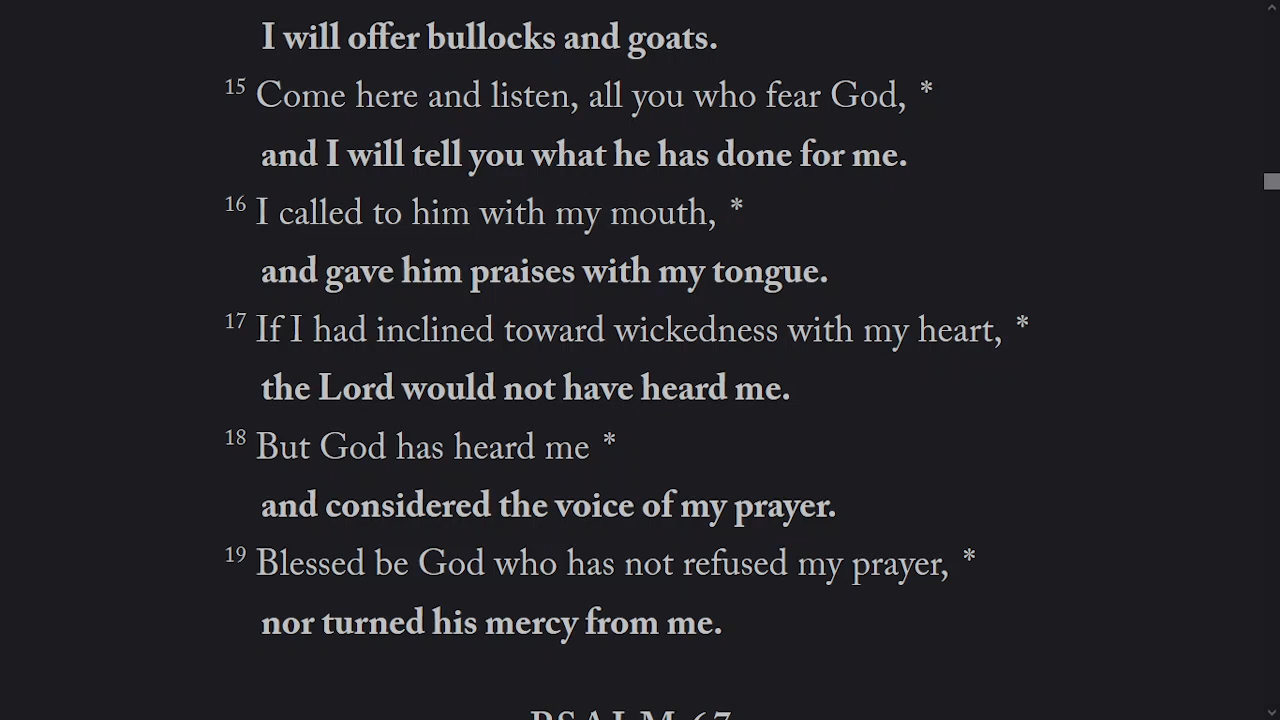 I will offer bullocks and goats.
15 Come here and listen, all you who fear God, *
and I will tell you what he has done for me.
16 I called to him with my mouth, *
and gave him praises with my tongue.
17 If I had inclined toward wickedness with my heart, *
the Lord would not have heard me.
18 But God has heard me *
and considered the voice of my prayer.
19 Blessed be God who has not refused my prayer, *
nor turned his mercy from me.
PSALM 67